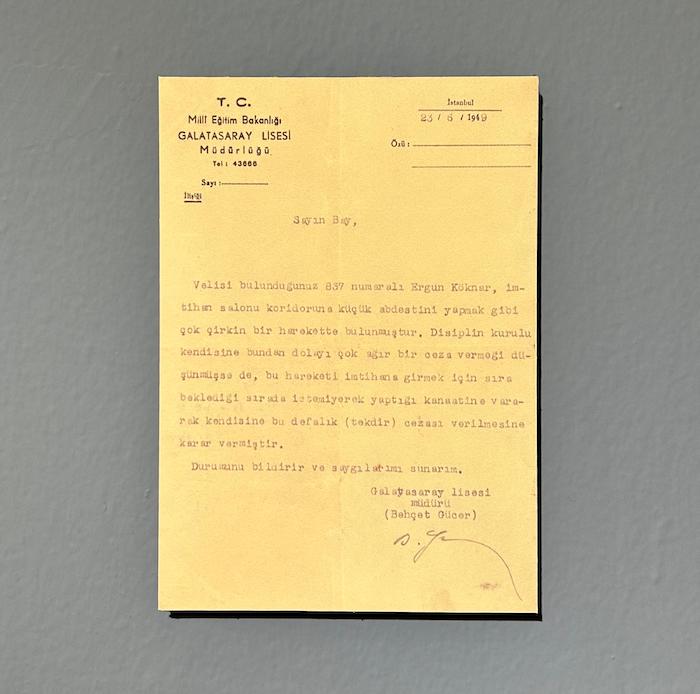 T. C.
Millî Eğitim Bakanlığı
GALATASARAY LİSESİ
Müdürlüğü
Tel : 43666
Sayı :
İlişiği
İstanbul
23 / 6 / 1949
Özü :
Sayın Bay,
Velisi bulunduğunuz 837 numaralı Ergun Köknar, im-
tihan salonu koridoruna küçük abdestini yapmak gibi
çok çirkin bir harekette bulunmuştur. Disiplin kurulu
kendisine bundan dolayı çok ağır bir ceza vermeği dü-
şünmüşse de, bu hareketi imtihana girmek için sıra
beklediği sırada istemiyerek yaptığı kanaatine vara-
rak kendisine bu defalık (tekdir) cezası verilmesine
karar vermiştir.
Durumunu bildirir ve saygılarımı sunarım.
Galatasaray lisesi
müdürü
(Behçet Gücer)